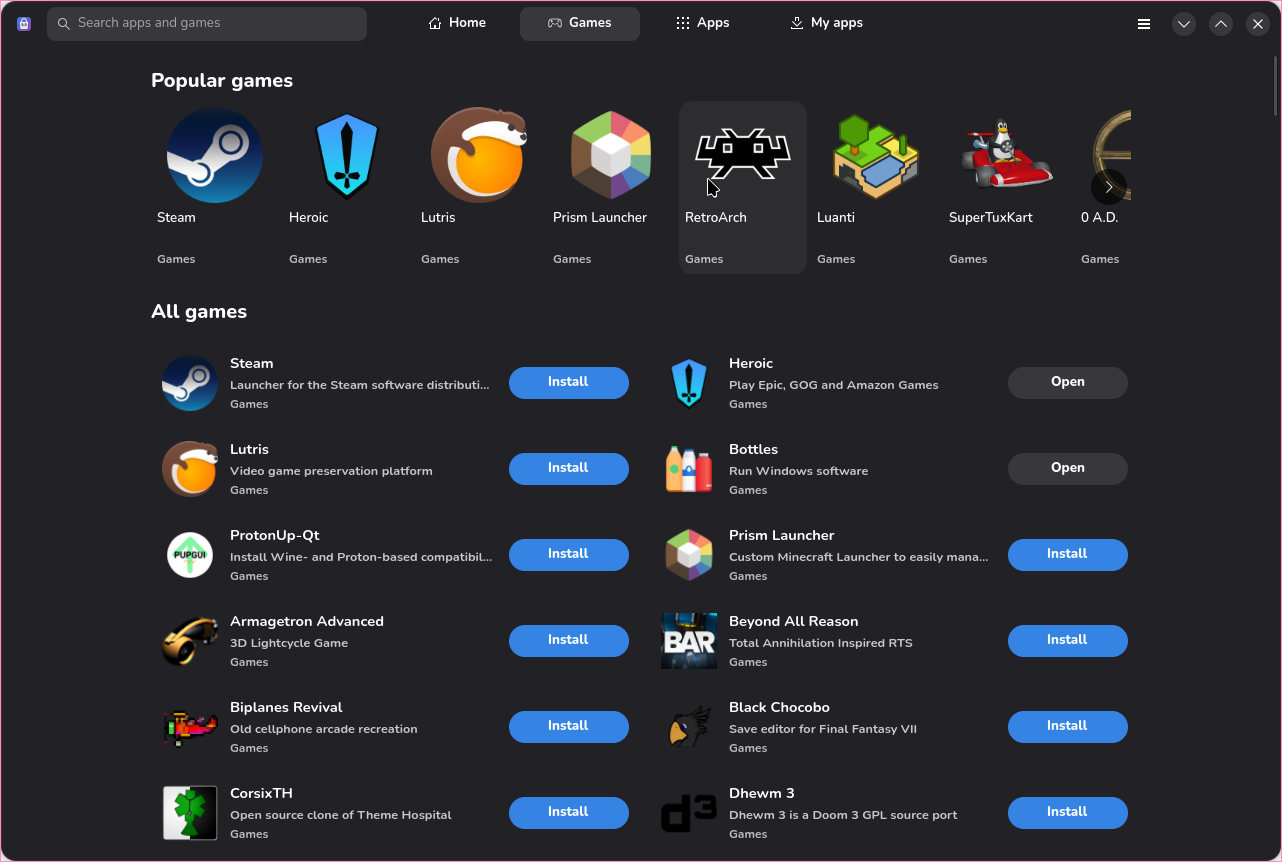 Search apps and games
Home
Games
Apps
My apps
Popular games
Steam
Heroic
Lutris
Prism Launcher
RetroArch
Luanti
SuperTuxKart
0 A.D.
Games
Games
Games
Games
Games
Games
Games
Games
All games
Steam
Launcher for the Steam software distributi...
Games
Install
Heroic
Play Epic, GOG and Amazon Games
Games
Open
Lutris
Video game preservation platform
Games
Install
Bottles
Run Windows software
Games
Open
PUPGUI
ProtonUp-Qt
Install Wine- and Proton-based compatibil...
Games
Install
Prism Launcher
Custom Minecraft Launcher to easily mana...
Games
Install
Armagetron Advanced
3D Lightcycle Game
Games
Install
BAR
Beyond All Reason
Total Annihilation Inspired RTS
Games
Install
Biplanes Revival
Old cellphone arcade recreation
Games
Install
Black Chocobo
Save editor for Final Fantasy VII
Games
Install
CorsixTH
Open source clone of Theme Hospital
Games
Install
d3
Dhewm 3
Dhewm 3 is a Doom 3 GPL source port
Games
Install